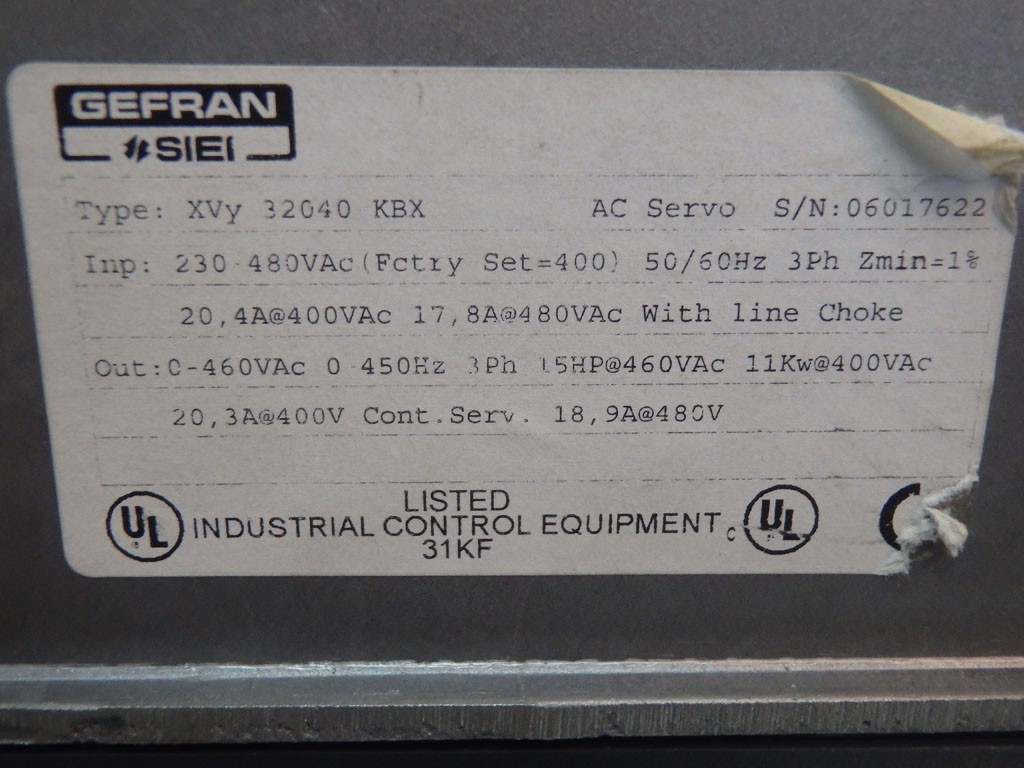 GEFRAN
SIEI
Type: XVy 32040 KBX AC Servo S/N:06017622
Inp: 230-480VAc(Fctry Set=400) 50/60Hz 3Ph Zmin=1%
20,4A@400VAc 17,8A@480VAc With line Choke
Out:0-460VAc 0-450Hz 3Ph 15HP@460VAc 11Kw@400VAc
20,3A@400V Cont.Serv. 18,9A@480V
LISTED
UL INDUSTRIAL CONTROL EQUIPMENT c UL
31KF